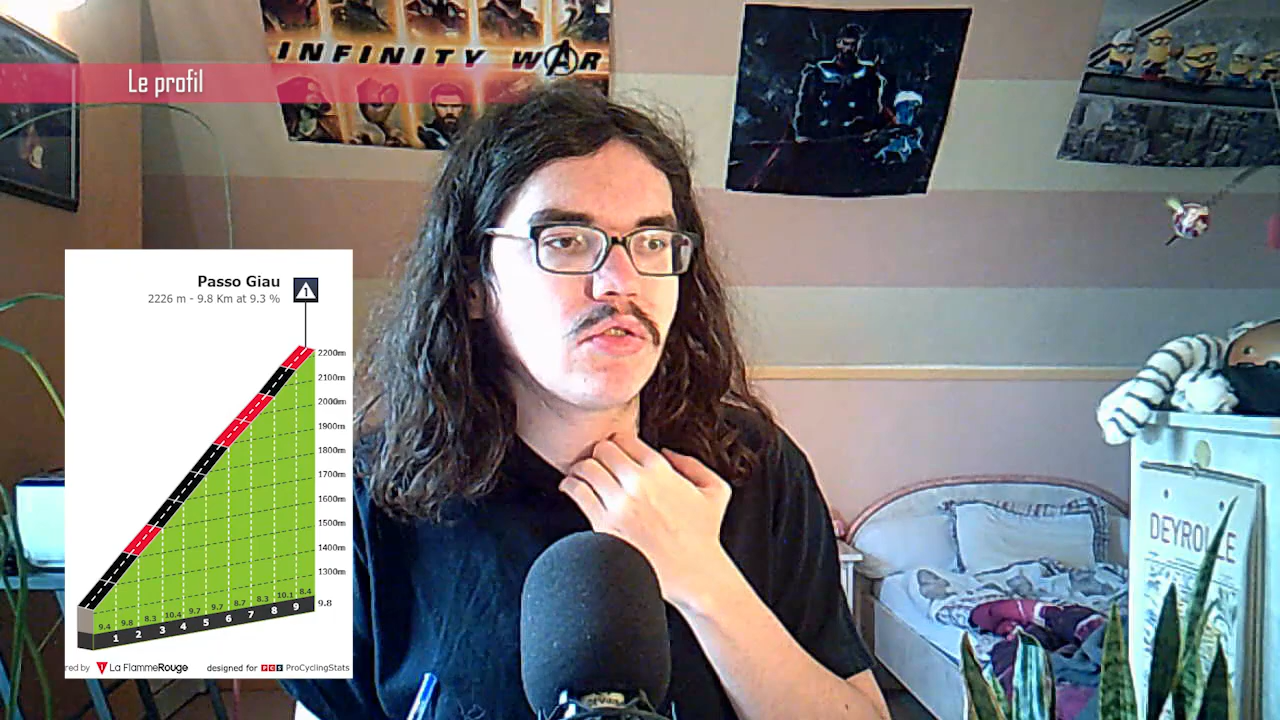 INFINITY WAR
Le profil
Passo Giau
2226 m - 9.8 Km at 9.3 %
1
2200m
2100m
2000m
1900m
1800m
1700m
1600m
1500m
1400m
1300m
9.8
9.4 9.8 8.3 10.4 9.7 9.7 8.7 8.3 10.1 8.4
1 2 3 4 5 6 7 8 9
red by La FlammeRouge designed for PCS ProCyclingStats
DEYROLLE